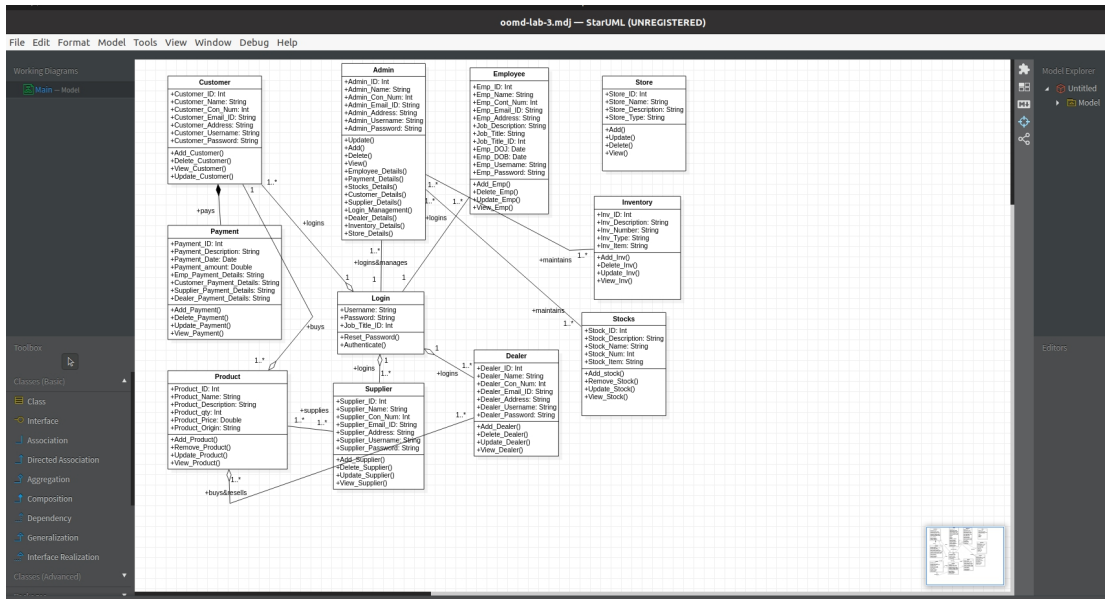 oomd-lab-3.mdj — StarUML (UNREGISTERED)
File Edit Format Model Tools View Window Debug Help
Working Diagrams
Main — Model
Toolbox
Classes (Basic)
Class
Interface
Association
Directed Association
Aggregation
Composition
Dependency
Generalization
Interface Realization
Classes (Advanced)
Customer
+Customer_ID: Int
+Customer_Name: String
+Customer_Con_Num: Int
+Customer_Email_ID: String
+Customer_Address: String
+Customer_Username: String
+Customer_Password: String
+Add_Customer()
+Delete_Customer()
+View_Customer()
+Update_Customer()
1
1..*
+pays
+logins
Payment
+Payment_ID: Int
+Payment_Description: String
+Payment_Date: Date
+Payment_amount: Double
+Emp_Payment_Details: String
+Customer_Payment_Details: String
+Supplier_Payment_Details: String
+Dealer_Payment_Details: String
+Add_Payment()
+Delete_Payment()
+Update_Payment()
+View_Payment()
+buys
1..*
Product
+Product_ID: Int
+Product_Name: String
+Product_Description: String
+Product_qty: Int
+Product_Price: Double
+Product_Origin: String
+Add_Product()
+Remove_Product()
+Update_Product()
+View_Product()
1..*
+buys&resells
+supplies
1..*
1..*
Admin
+Admin_ID: Int
+Admin_Name: String
+Admin_Con_Num: Int
+Admin_Email_ID: String
+Admin_Address: String
+Admin_Username: String
+Admin_Password: String
+Update()
+Add()
+Delete()
+View()
+Employee_Details()
+Payment_Details()
+Stocks_Details()
+Customer_Details()
+Supplier_Details()
+Login_Management()
+Dealer_Details()
+Inventory_Details()
+Store_Details()
1..*
+logins&manages
1
1
1
Login
+Username: String
+Password: String
+Job_Title_ID: Int
+Reset_Password()
+Authenticate()
1
+logins
1..*
Supplier
+Supplier_ID: Int
+Supplier_Name: String
+Supplier_Con_Num: Int
+Supplier_Email_ID: String
+Supplier_Address: String
+Supplier_Username: String
+Supplier_Password: String
+Add_Supplier()
+Delete_Supplier()
+Update_Supplier()
+View_Supplier()
Employee
+Emp_ID: Int
+Emp_Name: String
+Emp_Cont_Num: Int
+Emp_Email_ID: String
+Emp_Address: String
+Job_Description: String
+Job_Title: String
+Job_Title_ID: Int
+Emp_DOJ: Date
+Emp_DOB: Date
+Emp_Username: String
+Emp_Password: String
+Add_Emp()
+Delete_Emp()
+Update_Emp()
+View_Emp()
1..*
1..*
1..*
+logins
+maintains
1..*
+maintains
1..*
1
1..*
+logins
1..*
Dealer
+Dealer_ID: Int
+Dealer_Name: String
+Dealer_Con_Num: Int
+Dealer_Email_ID: String
+Dealer_Address: String
+Dealer_Username: String
+Dealer_Password: String
+Add_Dealer()
+Delete_Dealer()
+Update_Dealer()
+View_Dealer()
Store
+Store_ID: Int
+Store_Name: String
+Store_Description: String
+Store_Type: String
+Add()
+Update()
+Delete()
+View()
Inventory
+Inv_ID: Int
+Inv_Description: String
+Inv_Number: String
+Inv_Type: String
+Inv_Item: String
+Add_Inv()
+Delete_Inv()
+Update_Inv()
+View_Inv()
Stocks
+Stock_ID: Int
+Stock_Description: String
+Stock_Name: String
+Stock_Num: Int
+Stock_Item: String
+Add_stock()
+Remove_Stock()
+Update_Stock()
+View_Stock()
Model Explorer
Untitled
Model
Editors